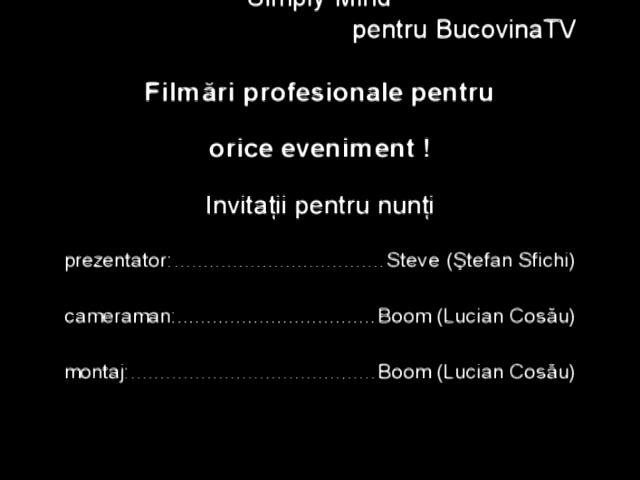 Simply Mind
pentru BucovinaTV
Filmări profesionale pentru
orice eveniment !
Invitații pentru nunți
prezentator:...................................Steve (Ștefan Sfichi)
cameraman:..................................Boom (Lucian Cosău)
montaj:.........................................Boom (Lucian Cosău)